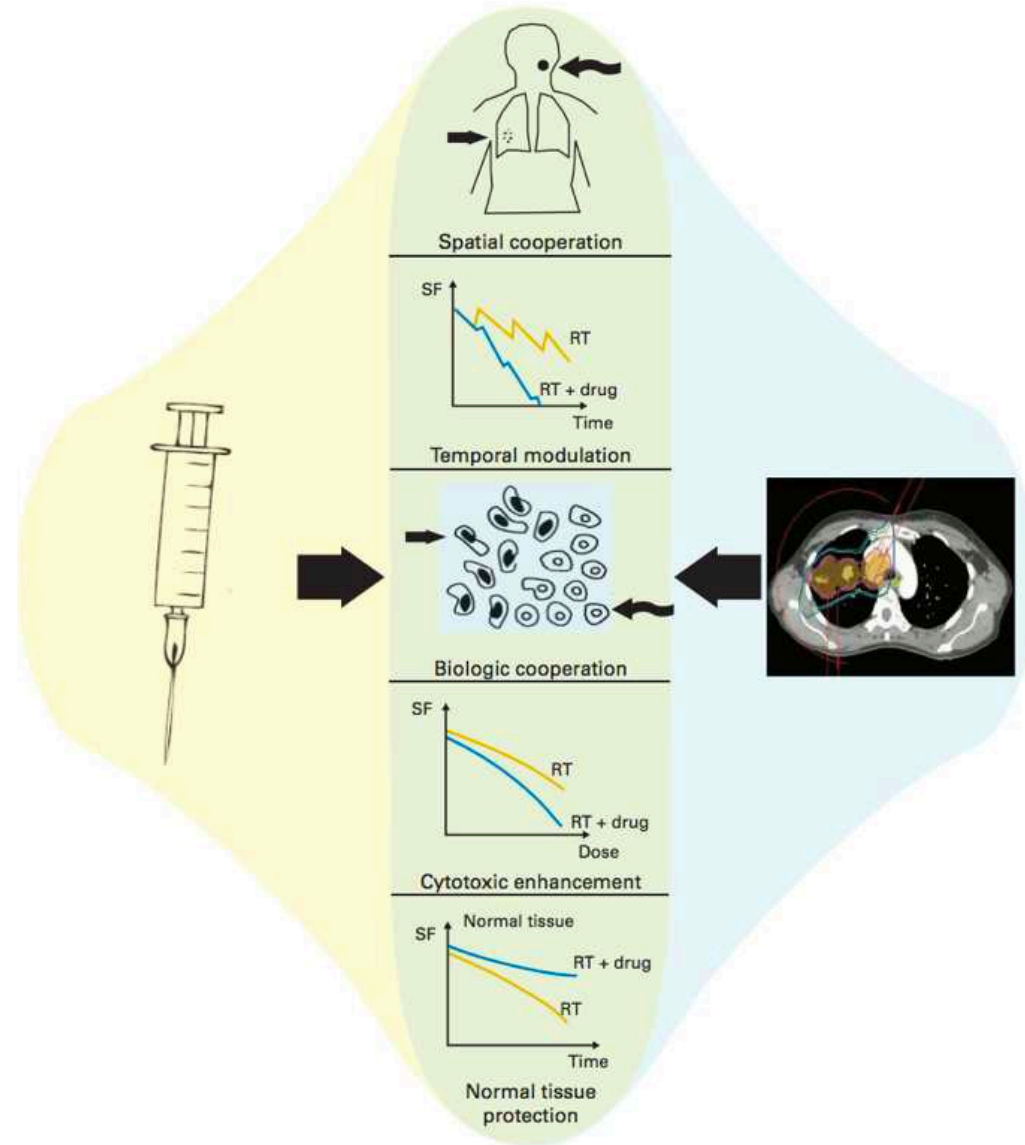 Spatial cooperation
SF
RT
RT + drug
Time
Temporal modulation
Biologic cooperation
SF
RT
RT + drug
Dose
Cytotoxic enhancement
Normal tissue
SF
RT + drug
RT
Time
Normal tissue
protection